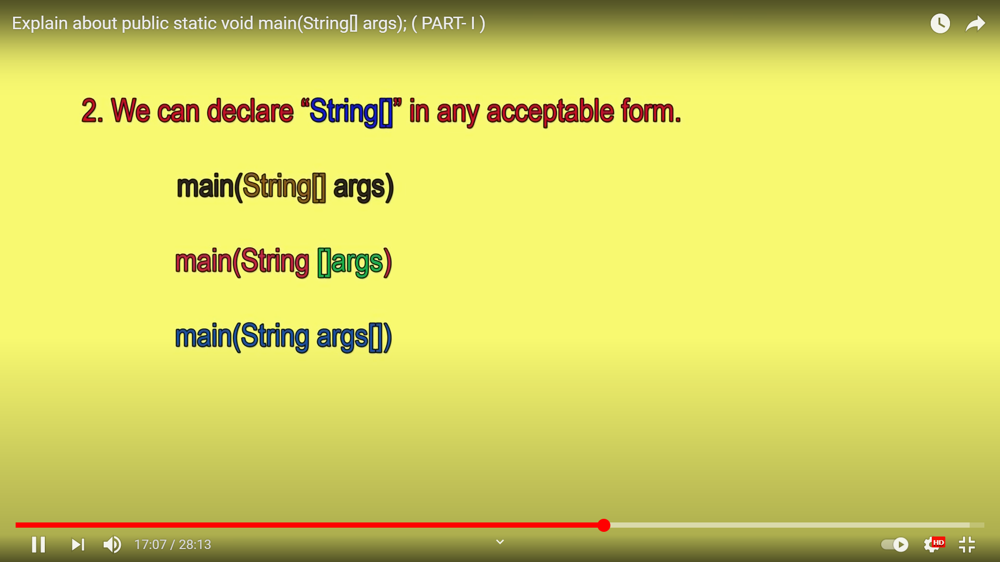 Explain about public static void main(String[] args); ( PART- I )
2. We can declare “String[]” in any acceptable form.
main(String[] args)
main(String []args)
main(String args[])
17:07 / 28:13
HD